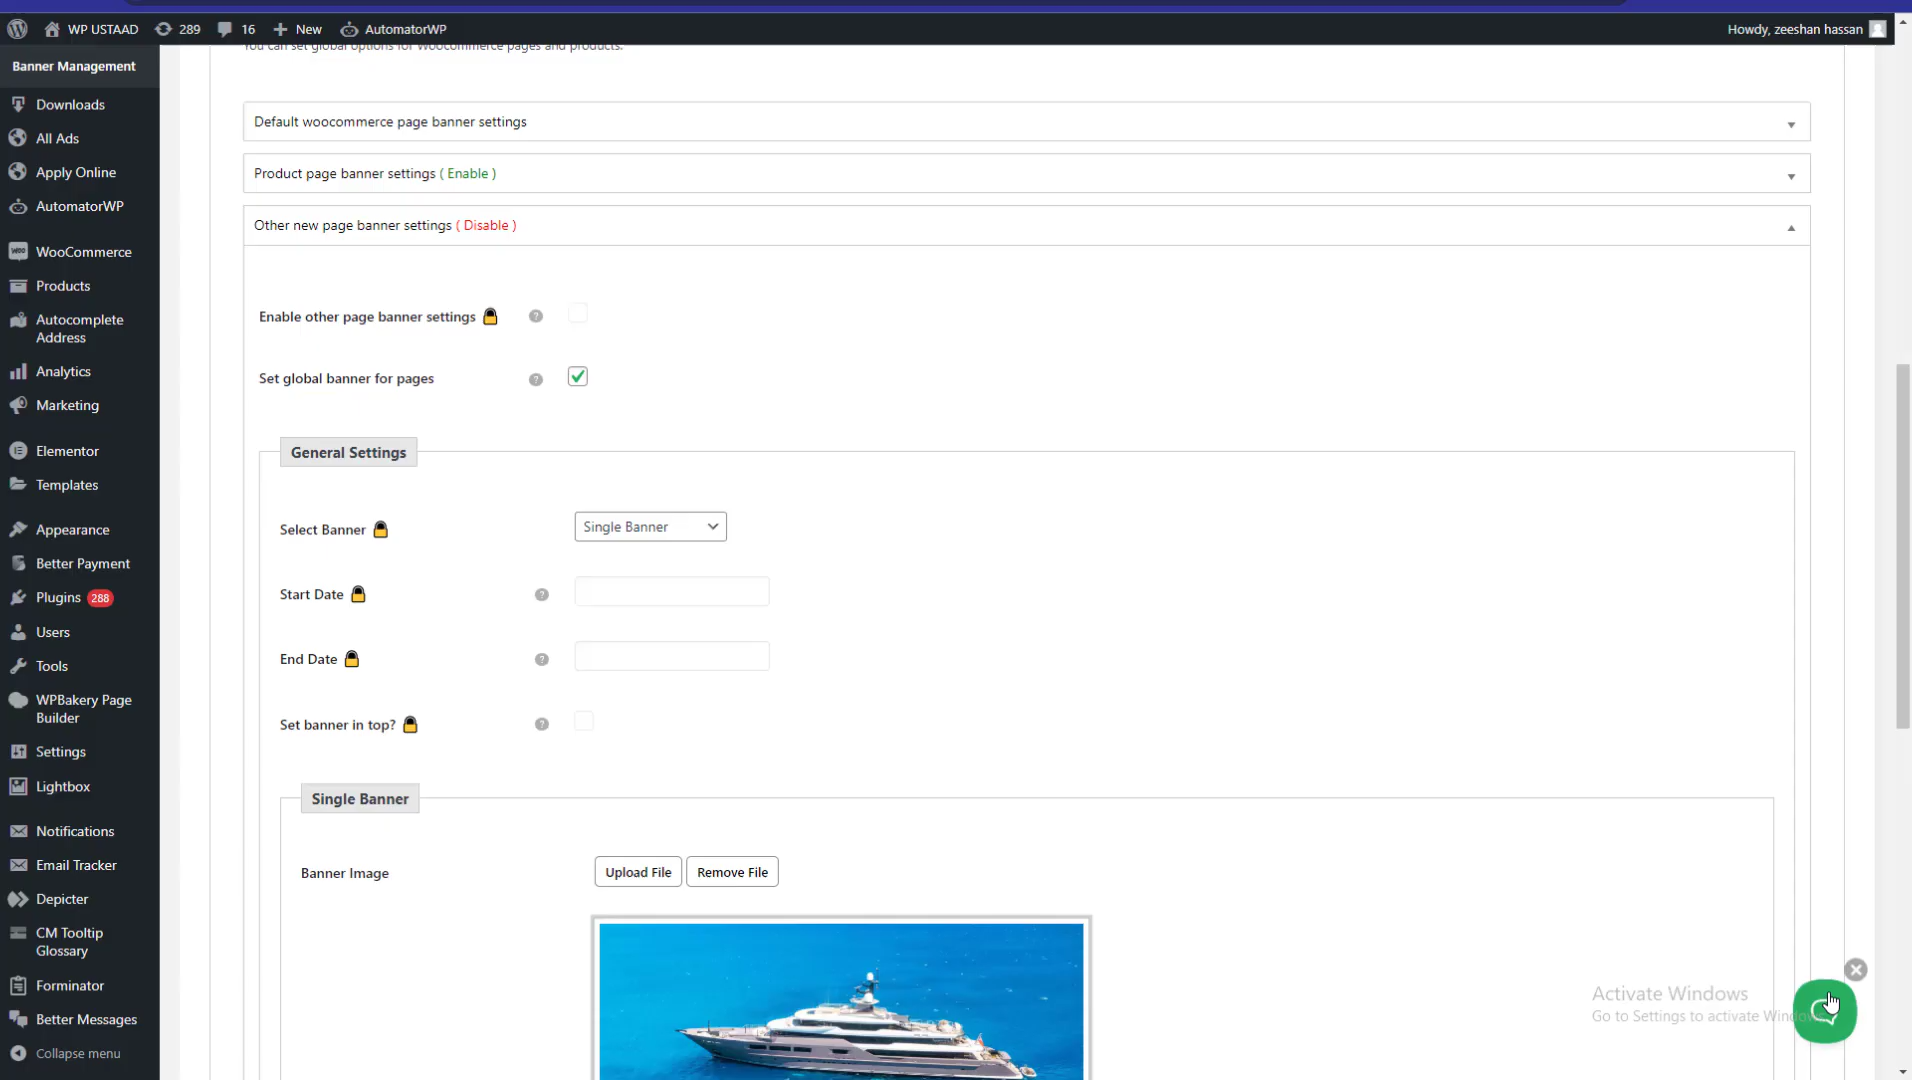 WP USTAAD
289
16
New
AutomatorWP
Howdy, zeeshan hassan
Banner Management
Downloads
All Ads
Apply Online
AutomatorWP
WooCommerce
Products
Autocomplete
Address
Analytics
Marketing
Elementor
Templates
Appearance
Better Payment
Plugins 288
Users
Tools
WPBakery Page
Builder
Settings
Lightbox
Notifications
Email Tracker
Depicter
CM Tooltip
Glossary
Forminator
Better Messages
Collapse menu
You can set global options for Woocommerce pages and products.
Default woocommerce page banner settings
Product page banner settings ( Enable )
Other new page banner settings ( Disable )
Enable other page banner settings
Set global banner for pages
General Settings
Select Banner
Single Banner
Start Date
End Date
Set banner in top?
Single Banner
Banner Image
Upload File
Remove File
Activate Windows
Go to Settings to activate Windows.